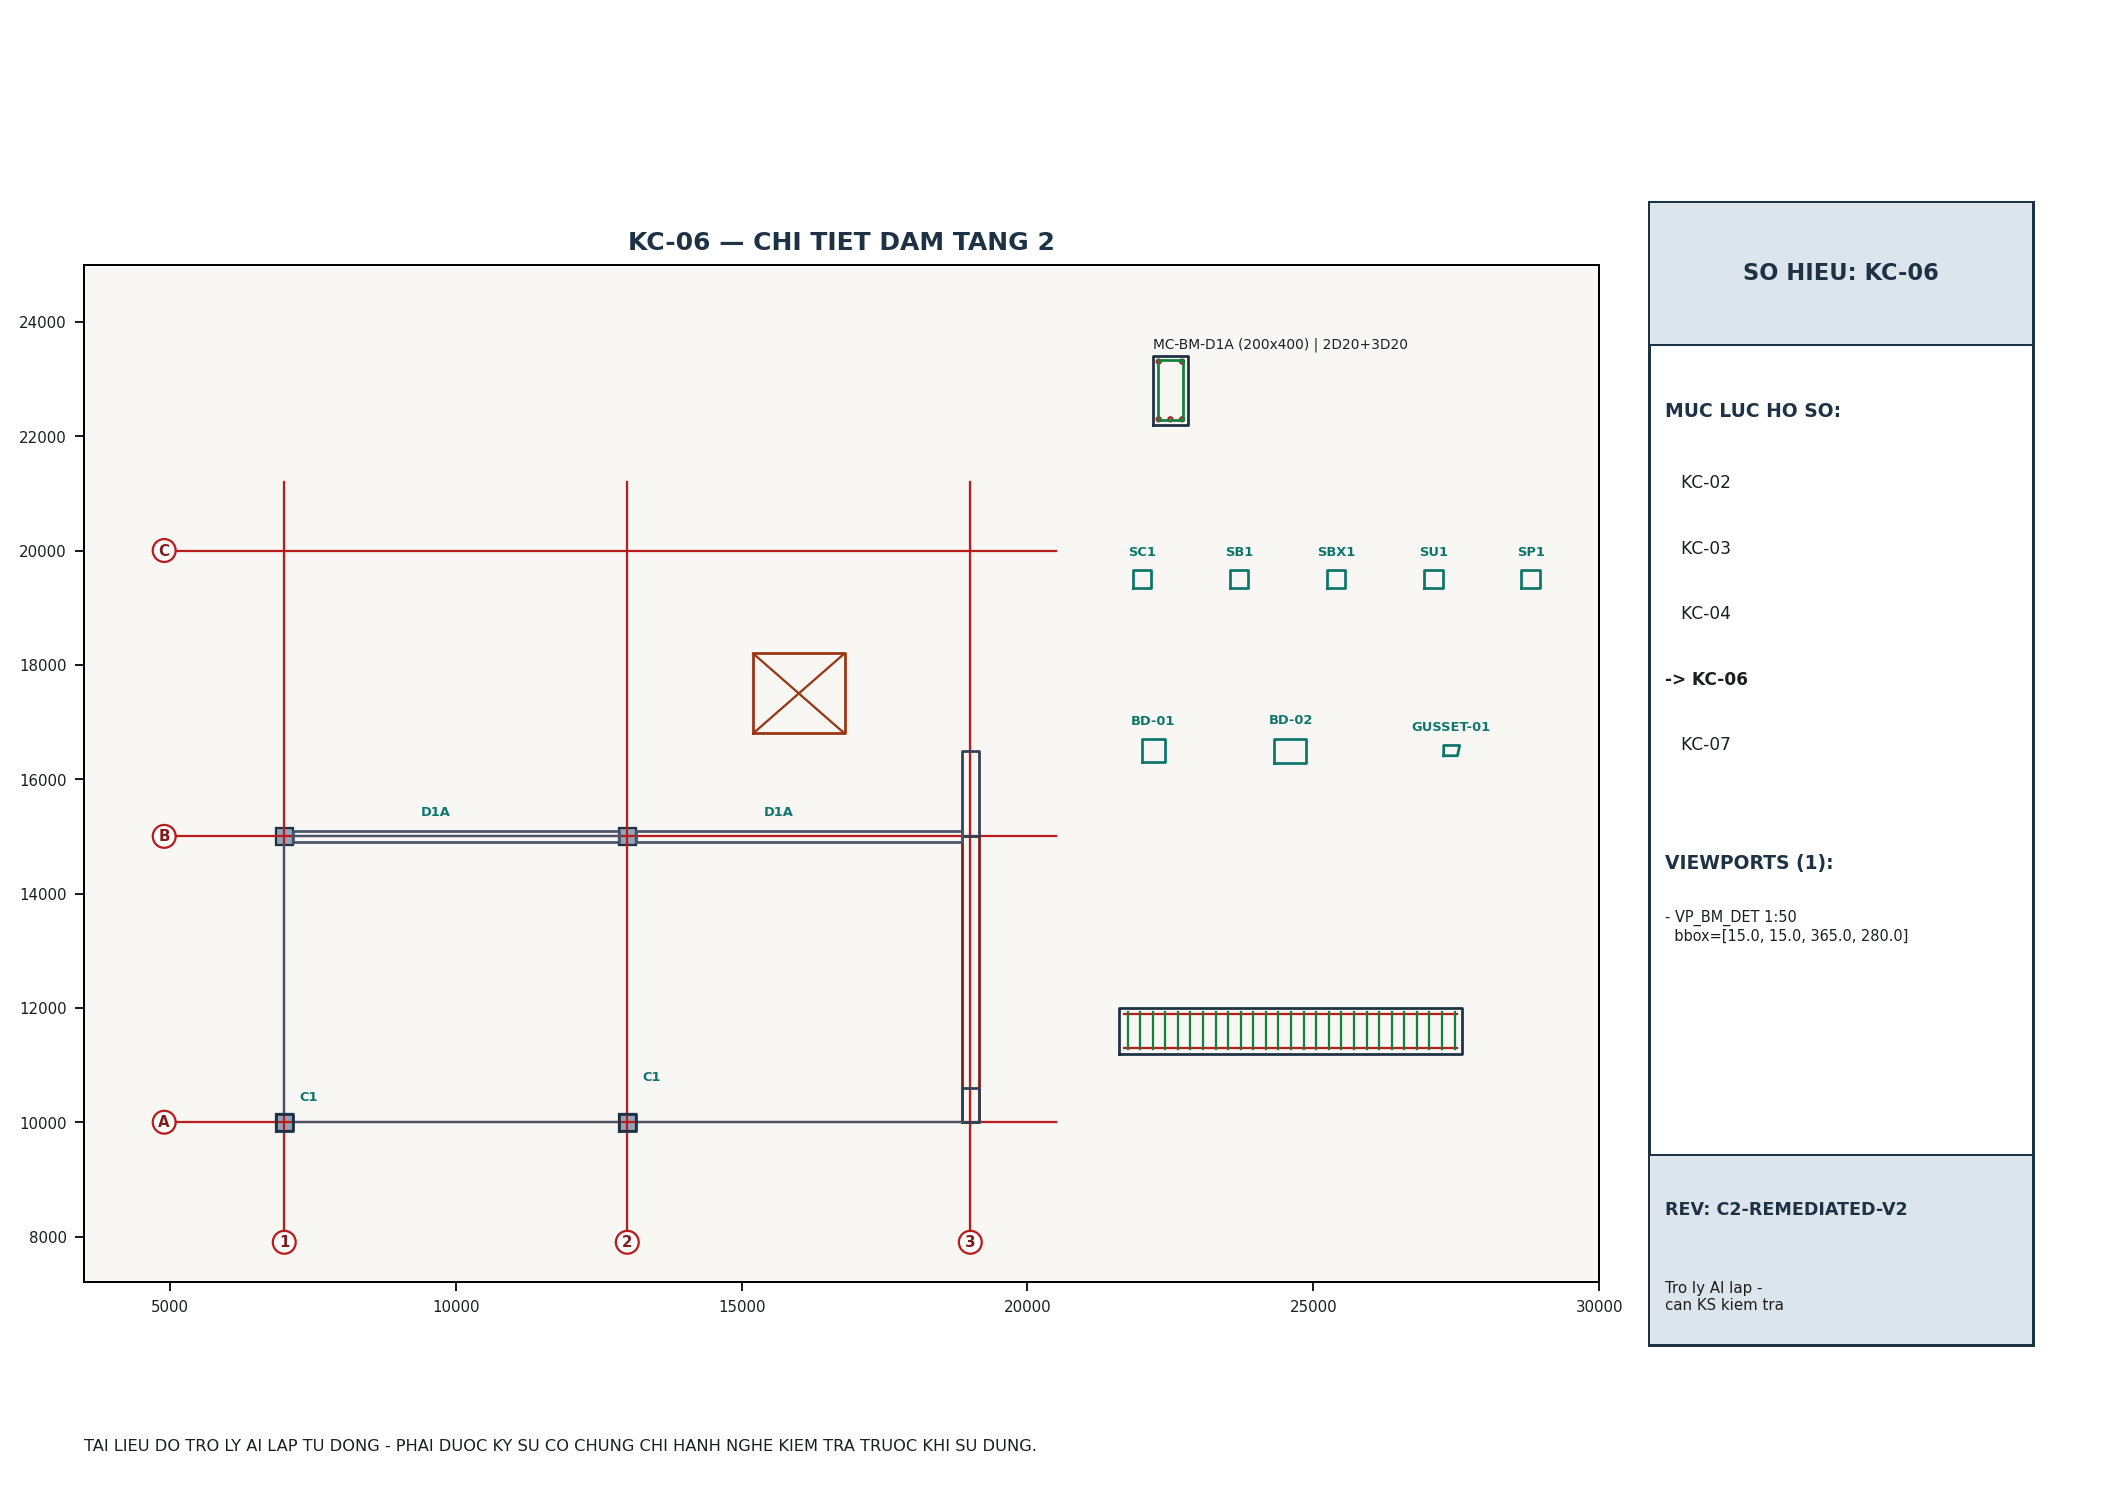 KC-06 — CHI TIET DAM TANG 2
24000
22000
20000
18000
16000
14000
12000
10000
8000
5000
10000
15000
20000
25000
30000
C
B
A
1
2
3
D1A
D1A
C1
C1
MC-BM-D1A (200x400) | 2D20+3D20
SC1
SB1
SBX1
SU1
SP1
BD-01
BD-02
GUSSET-01
SO HIEU: KC-06
MUC LUC HO SO:
KC-02
KC-03
KC-04
-> KC-06
KC-07
VIEWPORTS (1):
- VP_BM_DET 1:50
bbox=[15.0, 15.0, 365.0, 280.0]
REV: C2-REMEDIATED-V2
Tro ly AI lap -
can KS kiem tra
TAI LIEU DO TRO LY AI LAP TU DONG - PHAI DUOC KY SU CO CHUNG CHI HANH NGHE KIEM TRA TRUOC KHI SU DUNG.